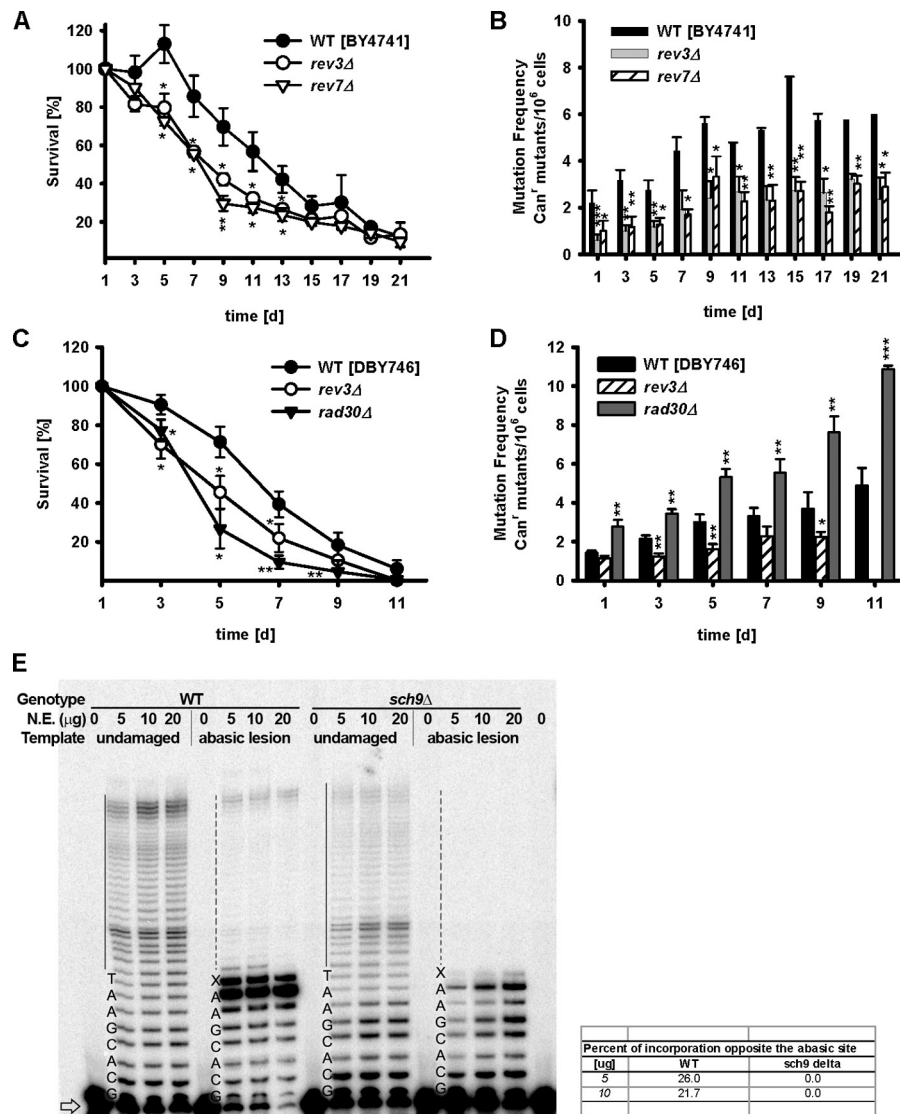 A
120
100
80
60
40
20
Survival [%]
WT [BY4741]
rev3Δ
rev7Δ
1 3 5 7 9 11 13 15 17 19 21
time [d]
B
10
8
6
4
2
0
Mutation Frequency
Canʳ mutants/10⁶ cells
WT [BY4741]
rev3Δ
rev7Δ
1 3 5 7 9 11 13 15 17 19 21
time [d]
C
120
100
80
60
40
20
Survival [%]
WT [DBY746]
rev3Δ
rad30Δ
1 3 5 7 9 11
time [d]
D
12
10
8
6
4
2
0
Mutation Frequency
Canʳ mutants/10⁶ cells
WT [DBY746]
rev3Δ
rad30Δ
1 3 5 7 9 11
time [d]
E
Genotype WT sch9Δ
N.E. (μg) 0 5 10 20 0 5 10 20 0 5 10 20 0 5 10 20 0
Template undamaged abasic lesion undamaged abasic lesion
T A A G C A C G
X A A G C A C G
T A A G C A C G
X A A G C A C G
Percent of incorporation opposite the abasic site
[ug] WT sch9 delta
5 26.0 0.0
10 21.7 0.0